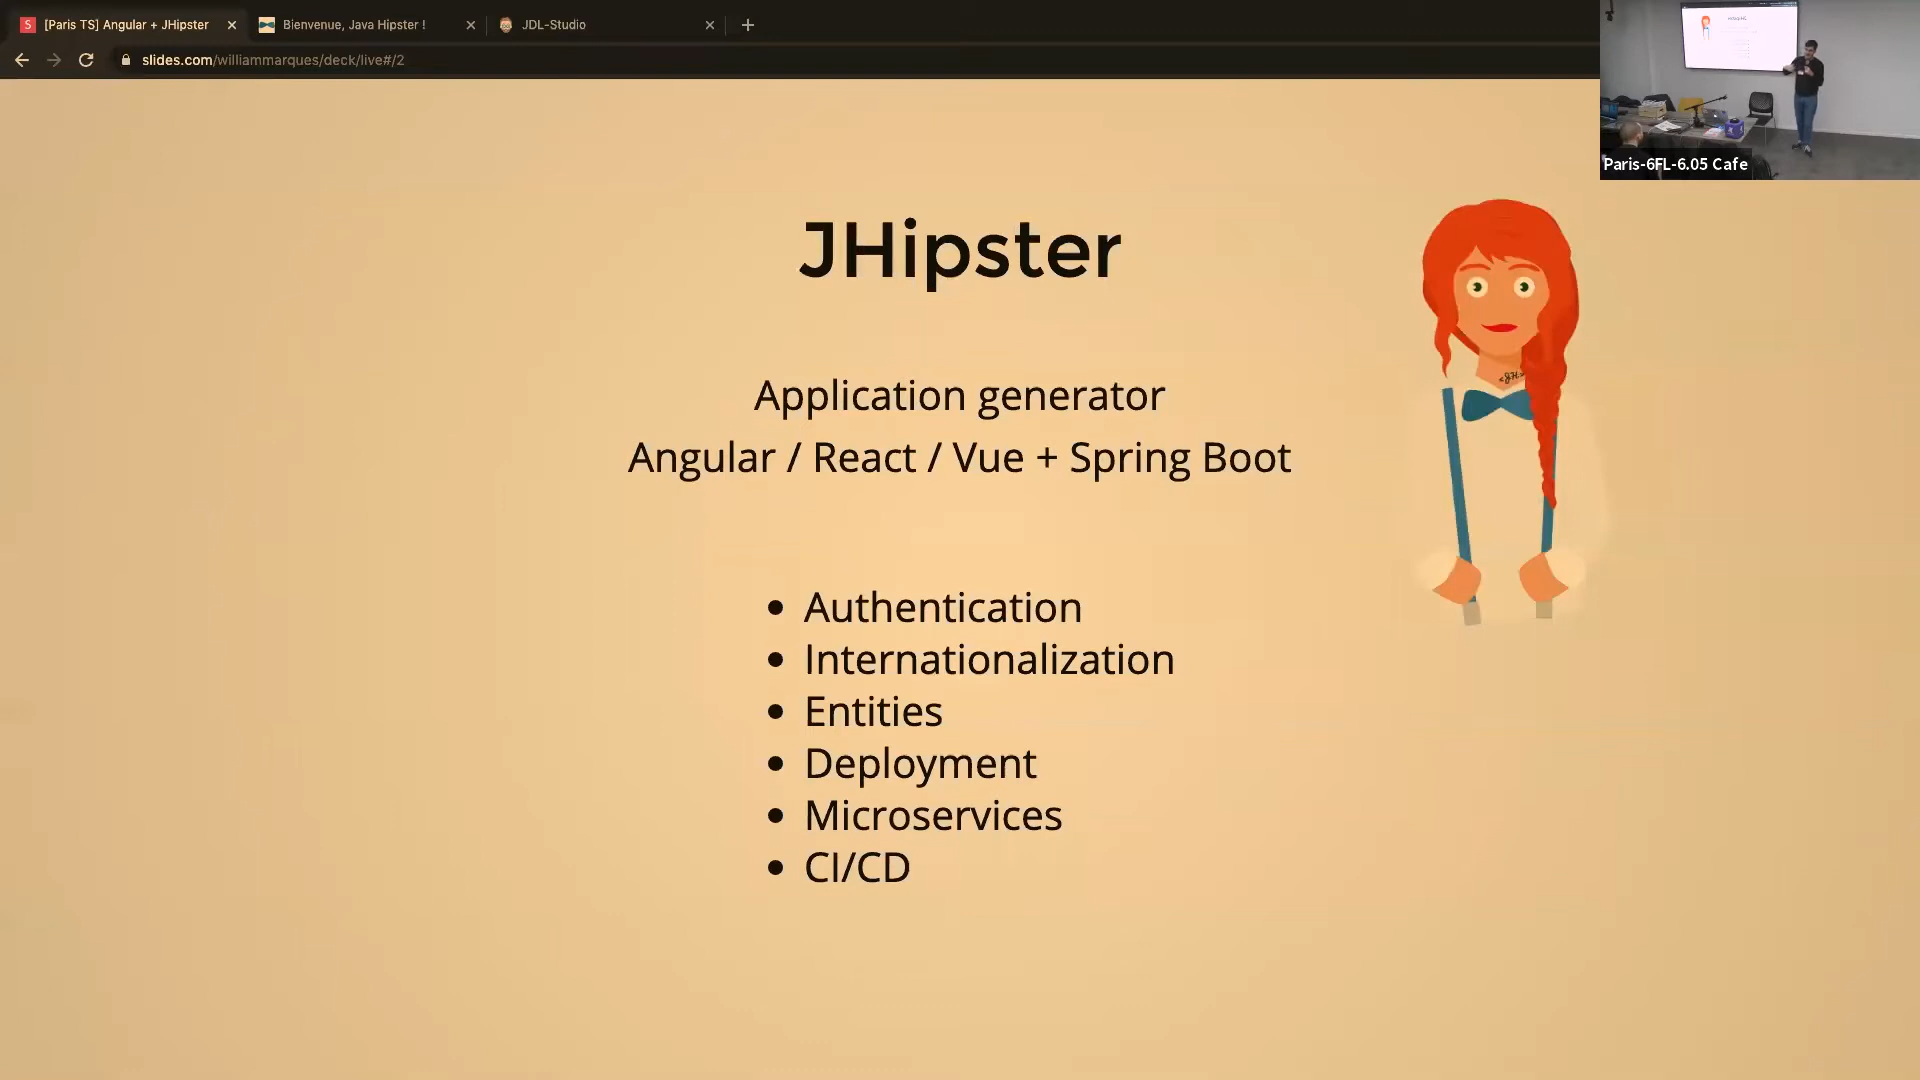 [Paris TS] Angular + JHipster
Bienvenue, Java Hipster !
JDL-Studio
slides.com/williammarques/deck/live#/2
Paris-6FL-6.05 Cafe
JHipster
Application generator
Angular / React / Vue + Spring Boot
<JH>
Authentication
Internationalization
Entities
Deployment
Microservices
CI/CD